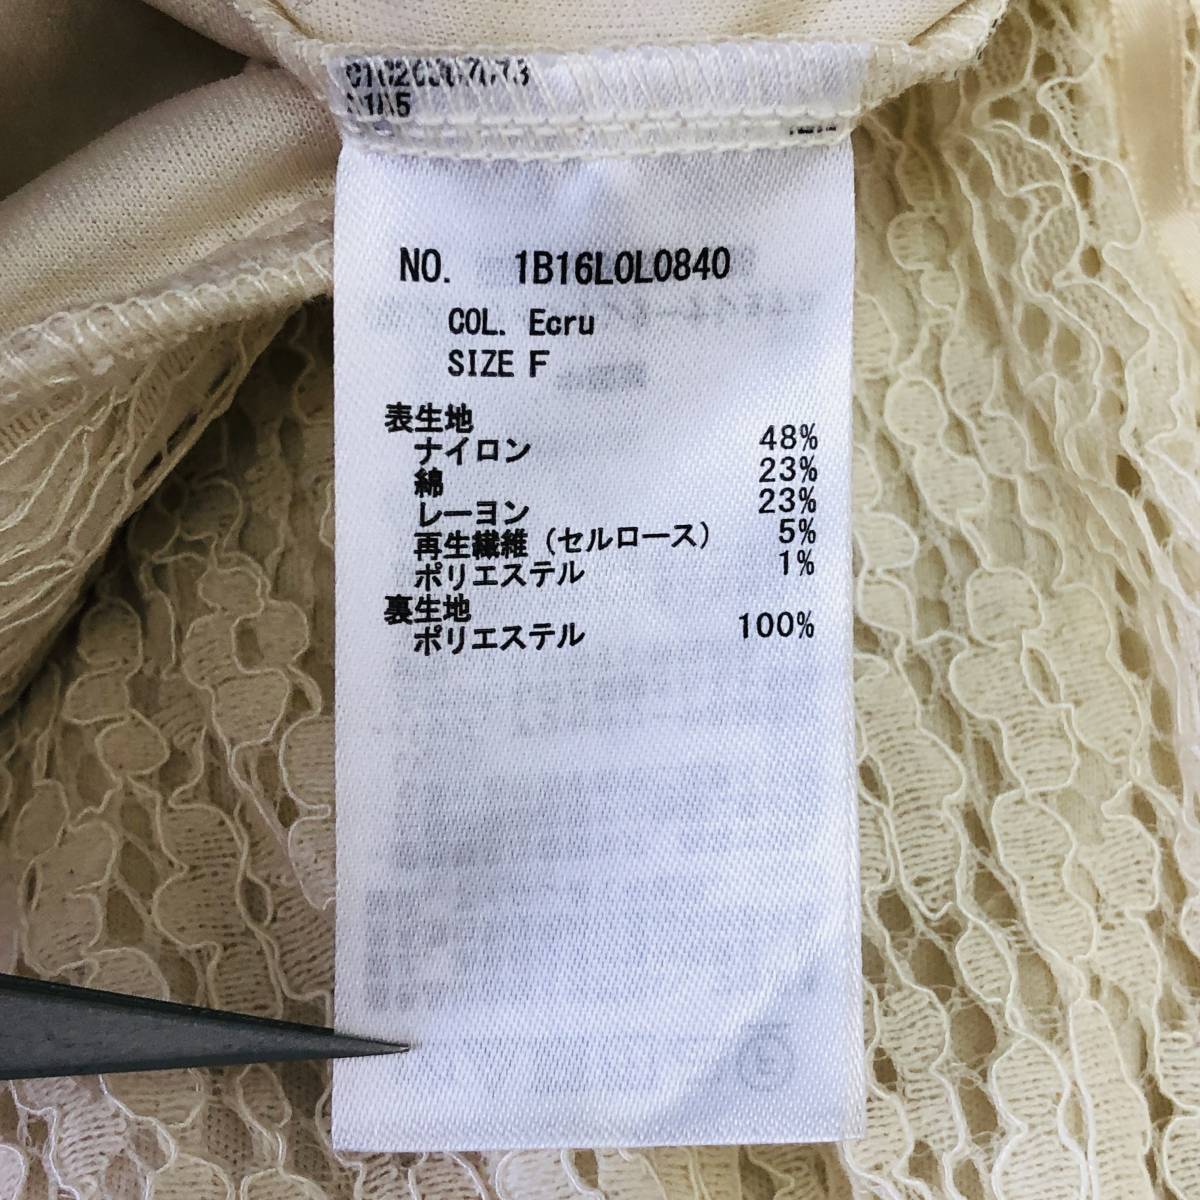 NO. 1B16L0L0840
COL. Ecru
SIZE F
表生地
ナイロン 48%
綿 23%
レーヨン 23%
再生繊維(セルロース) 5%
ポリエステル 1%
裏生地
ポリエステル 100%